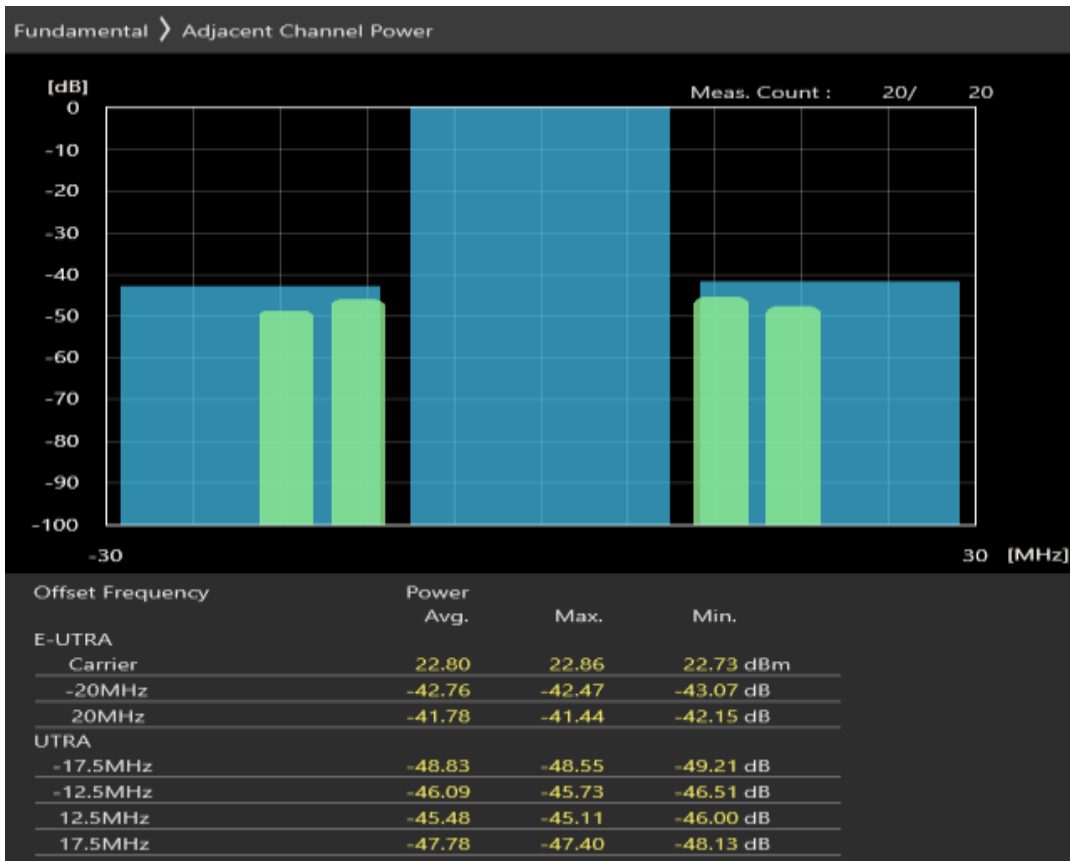 Fundamental 》 Adjacent Channel Power
[dB]
Meas. Count : 20/ 20
0
-10
-20
-30
-40
-50
-60
-70
-80
-90
-100
-30 30 [MHz]
Offset Frequency Power
Avg. Max. Min.
E-UTRA
Carrier 22.80 22.86 22.73 dBm
-20MHz -42.76 -42.47 -43.07 dB
20MHz -41.78 -41.44 -42.15 dB
UTRA
-17.5MHz -48.83 -48.55 -49.21 dB
-12.5MHz -46.09 -45.73 -46.51 dB
12.5MHz -45.48 -45.11 -46.00 dB
17.5MHz -47.78 -47.40 -48.13 dB